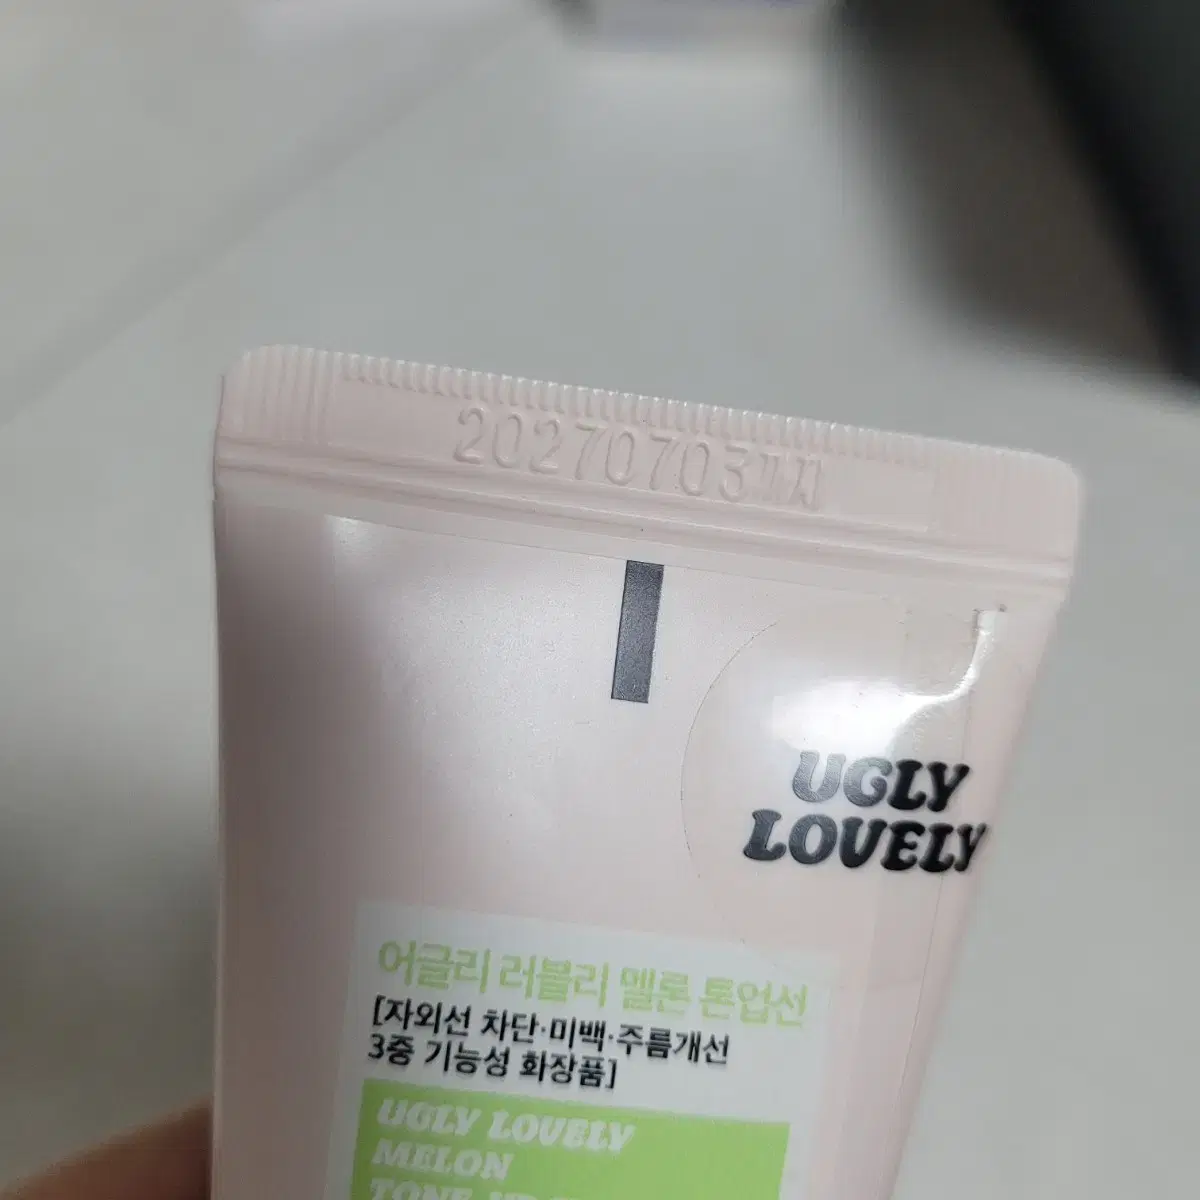 20270703까지
UGLY
LOVELY
어글리 러블리 멜론 톤업선
[자외선 차단·미백·주름개선
3중 기능성 화장품]
UGLY LOVELY
MELON
TONE UP